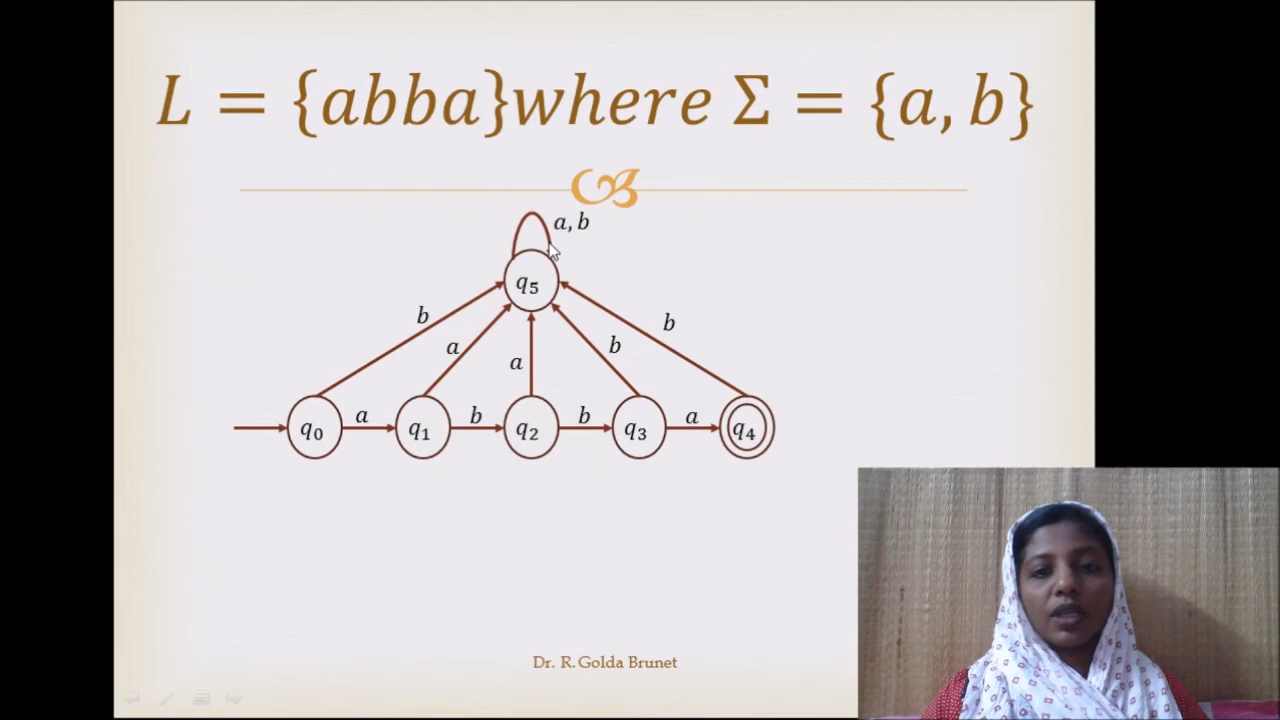 L = {abba}where Σ = {a, b}
a, b
q5
b
a
a
b
b
q0
a
q1
b
q2
b
q3
a
q4
Dr. R. Golda Brunet